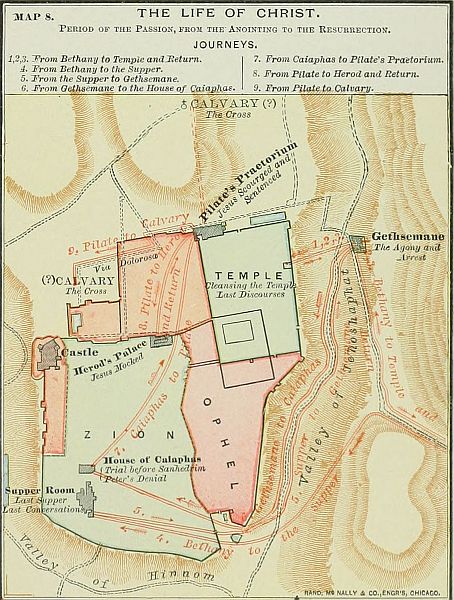 MAP 8.
THE LIFE OF CHRIST.
PERIOD OF THE PASSION, FROM THE ANOINTING TO THE RESURRECTION.
JOURNEYS.
1,2,3. From Bethany to Temple and Return.
4. From Bethany to the Supper.
5. From the Supper to Gethsemane.
6. From Gethsemane to the House of Caiaphas.
7. From Caiaphas to Pilate's Praetorium.
8. From Pilate to Herod and Return.
9. From Pilate to Calvary.
CALVARY (?)
The Cross
Pilate's Praetorium
Jesus Scourged and
Sentenced
9. Pilate to Calvary
Via
Dolorosa
(?) CALVARY
The Cross
8. Pilate to Herod
and Return
TEMPLE
Cleansing the Temple
Last Discourses
1, 2,
Gethsemane
The Agony and
Arrest
Bethany to Temple and
Return
Castle
Herod's Palace
Jesus Mocked
ZION
OPHEL
7. Caiaphas to
House of Caiaphas
Trial before Sanhedrim
Peter's Denial
Supper Room
Last Supper
Last Conversations
Gethsemane to Caiaphas
5. Supper to
Valley of Jehoshaphat
5.
4. Bethany to the
Supper
Valley of Hinnom
RAND, McNALLY & CO., ENGR'S, CHICAGO.